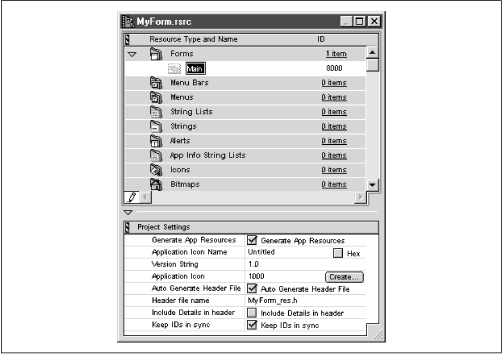 MyForm.rsrc
Resource Type and Name ID
Forms 1 item
Main 8000
Menu Bars 0 items
Menus 0 items
String Lists 0 items
Strings 0 items
Alerts 0 items
App Info String Lists 0 items
Icons 0 items
Bitmaps 0 items
Project Settings
Generate App Resources Generate App Resources
Application Icon Name Untitled Hex
Version String 1.0
Application Icon 1000 Create...
Auto Generate Header File Auto Generate Header File
Header file name MyForm_res.h
Include Details in header Include Details in header
Keep IDs in sync Keep IDs in sync